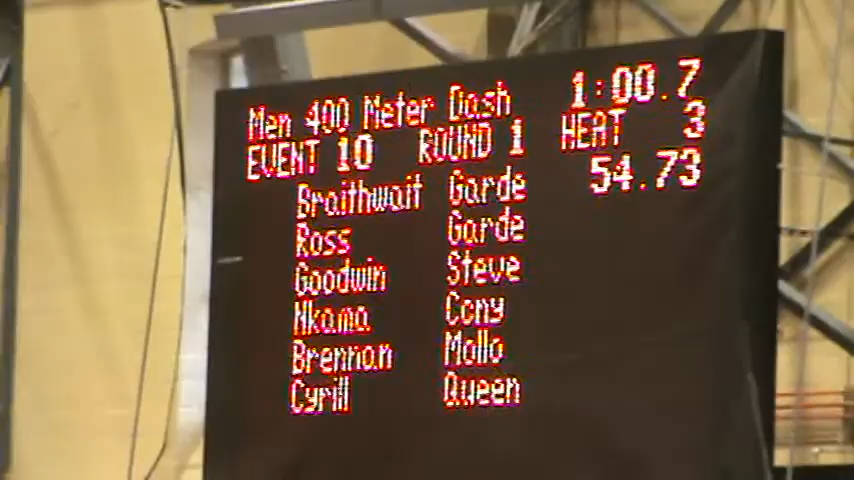 Men 400 Meter Dash 1:00.7
EVENT 10 ROUND 1 HEAT 3
Braithwait Garde 54.73
Ross Garde
Goodwin Steve
Nkama Ccny
Brennan Mollo
Cyrill Queen